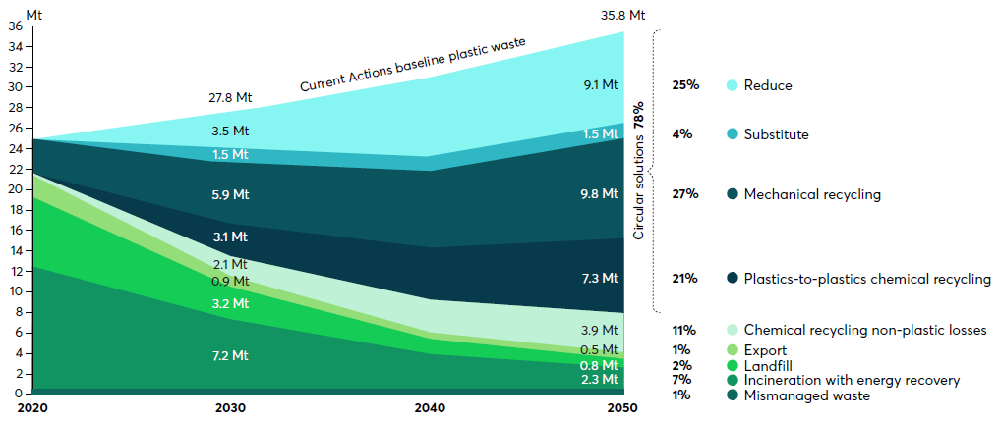 Mt
36
34
32
30
28
26
24
22
20
18
16
14
12
10
8
6
4
2
0
2020
2030
2040
2050
Current Actions baseline plastic waste
27.8 Mt
3.5 Mt
1.5 Mt
5.9 Mt
3.1 Mt
2.1 Mt
0.9 Mt
3.2 Mt
7.2 Mt
35.8 Mt
9.1 Mt
1.5 Mt
9.8 Mt
7.3 Mt
3.9 Mt
0.5 Mt
0.8 Mt
2.3 Mt
Circular solutions 78%
25% Reduce
4% Substitute
27% Mechanical recycling
21% Plastics-to-plastics chemical recycling
11% Chemical recycling non-plastic losses
1% Export
2% Landfill
7% Incineration with energy recovery
1% Mismanaged waste